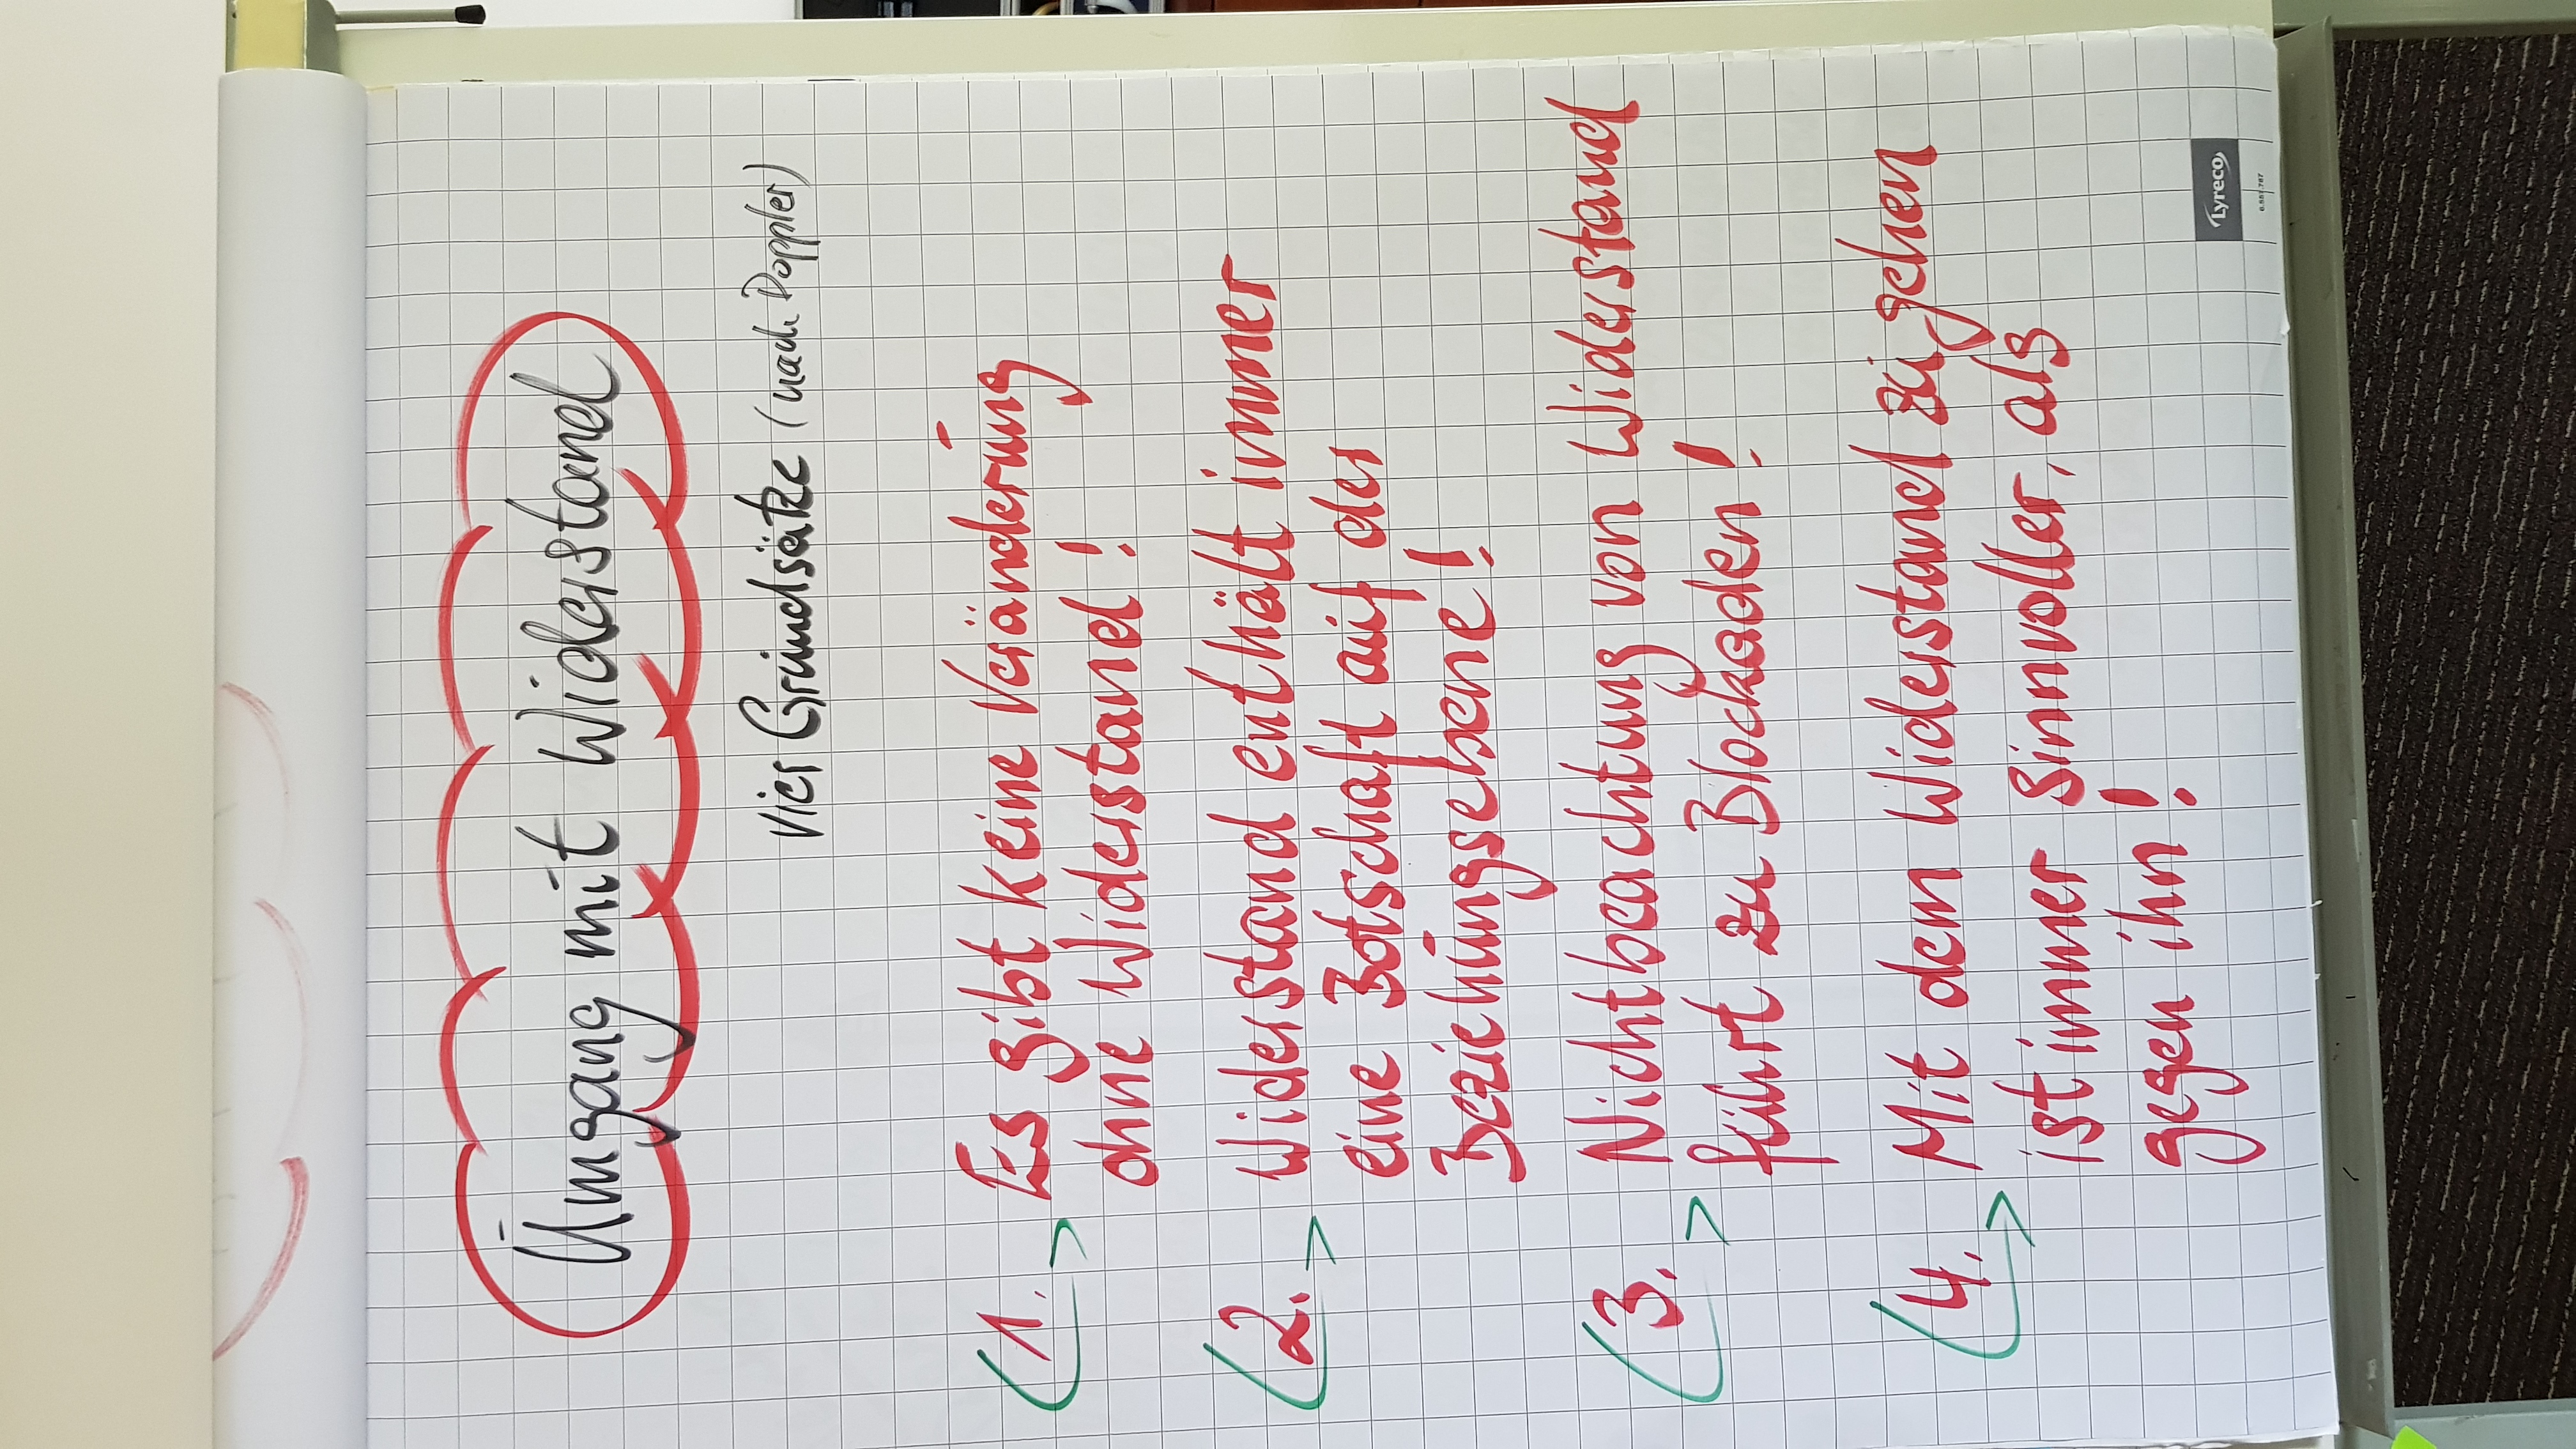 Umgang mit Widerstand
Vier Grundsätze (nach Doppler)
1. Es gibt keine Veränderung
ohne Widerstand!
2. Widerstand enthält immer
eine Botschaft auf der
Beziehungsebene!
3. Nichtbeachtung von Widerstand
führt zu Blockaden!
4. Mit dem Widerstand zu gehen
ist immer sinnvoller, als
gegen ihn!
Lyreco
6.557.787